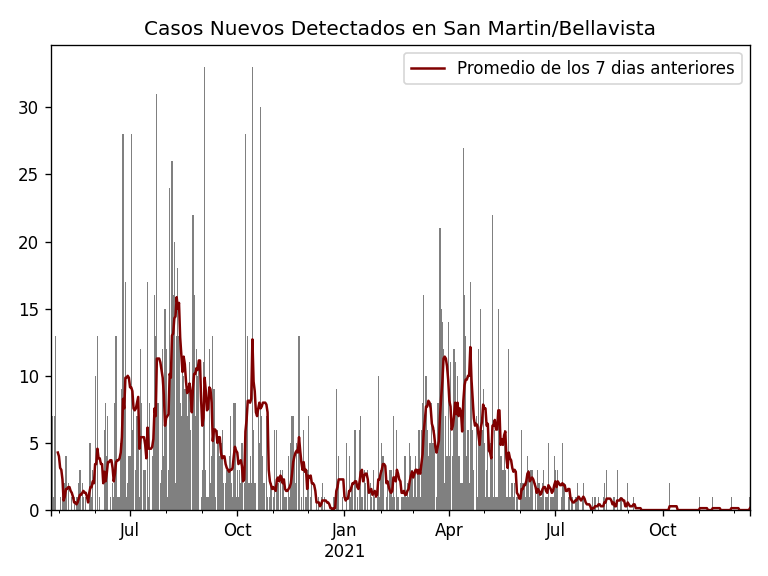 Casos Nuevos Detectados en San Martin/Bellavista
Promedio de los 7 dias anteriores
30
25
20
15
10
5
0
Jul
Oct
Jan
2021
Apr
Jul
Oct